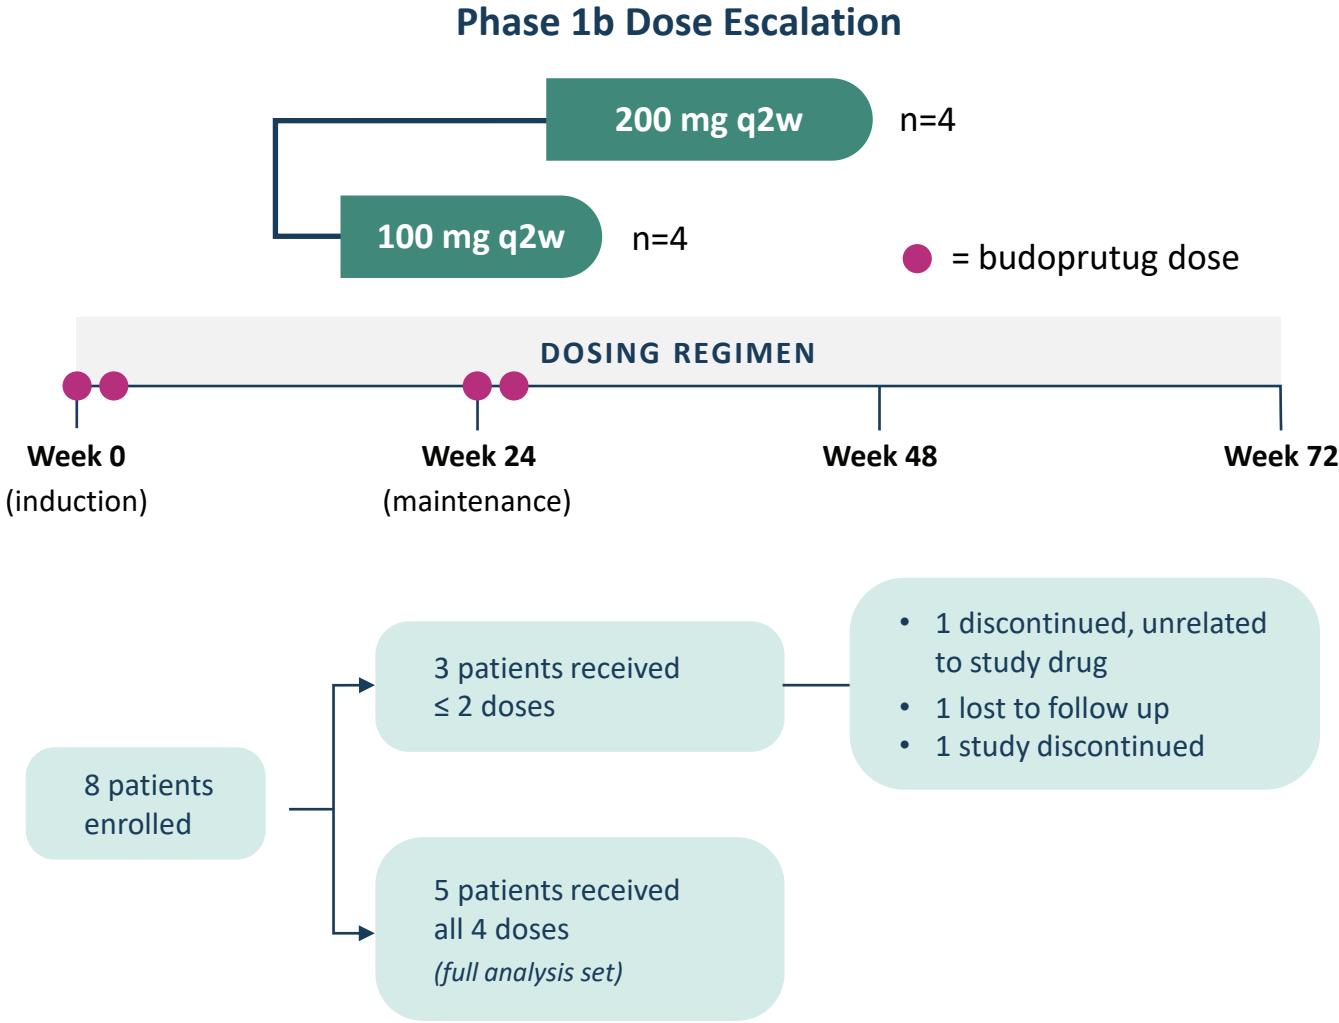 Phase 1b Dose Escalation
200 mg q2w
n=4
100 mg q2w
n=4
= budoprutug dose
DOSING REGIMEN
Week 0
(induction)
Week 24
(maintenance)
Week 48
Week 72
8 patients
enrolled
3 patients received
≤ 2 doses
• 1 discontinued, unrelated
to study drug
• 1 lost to follow up
• 1 study discontinued
5 patients received
all 4 doses
(full analysis set)